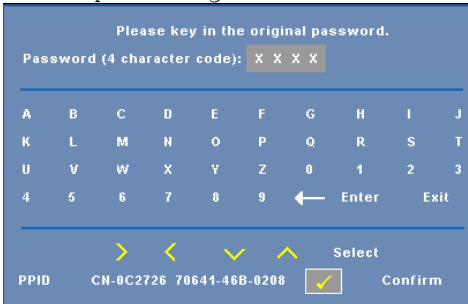 Please key in the original password.
Password (4 character code): X X X X
A B C D E F G H I J
K L M N O P Q R S T
U V W X Y Z 0 1 2 3
4 5 6 7 8 9 Enter Exit
Select
PPID CN-0C2726 70641-46B-0208 Confirm